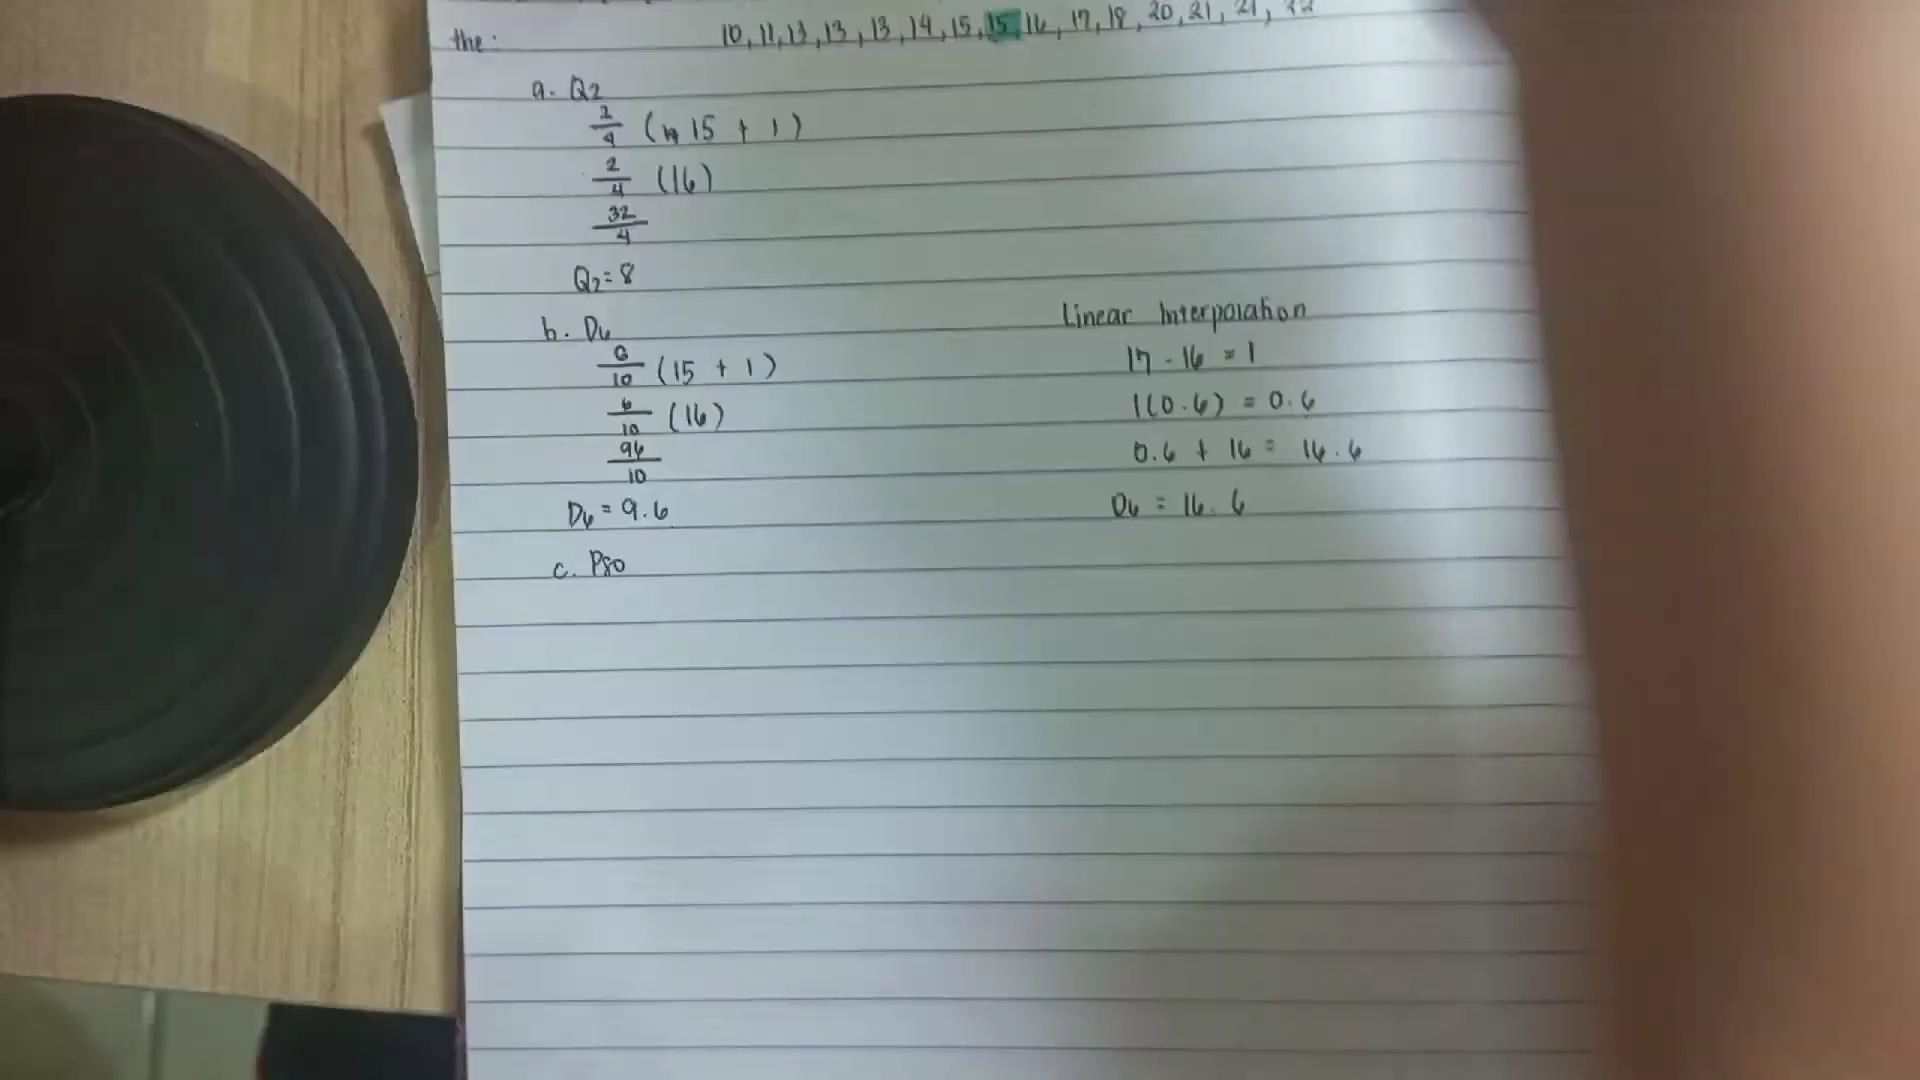 the: 10, 11, 13, 13, 13, 14, 15, 15, 16, 17, 18, 20, 21, 21,
a. Q2
2/4 (15 + 1)
2/4 (16)
32/4
Q2 = 8
b. D6
6/10 (15 + 1)
6/10 (16)
96/10
D6 = 9.6
Linear Interpolation
17 - 16 = 1
1(0.6) = 0.6
0.6 + 16 = 16.6
D6 = 16.6
c. P80